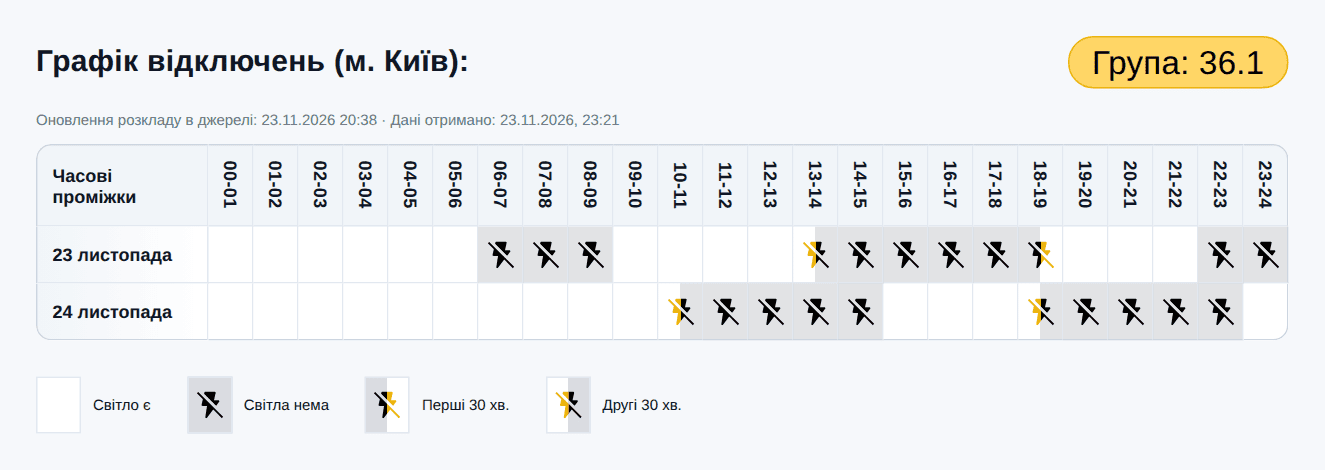 Графік відключень (м. Київ):
Група: 36.1
Оновлення розкладу в джерелі: 23.11.2026 20:38 · Дані отримано: 23.11.2026, 23:21
Часові
проміжки
00-01
01-02
02-03
03-04
04-05
05-06
06-07
07-08
08-09
09-10
10-11
11-12
12-13
13-14
14-15
15-16
16-17
17-18
18-19
19-20
20-21
21-22
22-23
23-24
23 листопада
24 листопада
Світло є
Світла нема
Перші 30 хв.
Другі 30 хв.